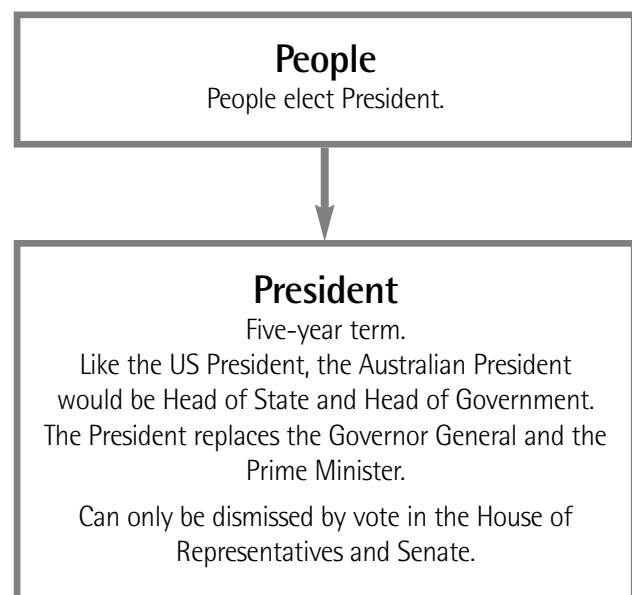 People
People elect President.
President
Five-year term.
Like the US President, the Australian President
would be Head of State and Head of Government.
The President replaces the Governor General and the
Prime Minister.
Can only be dismissed by vote in the House of
Representatives and Senate.